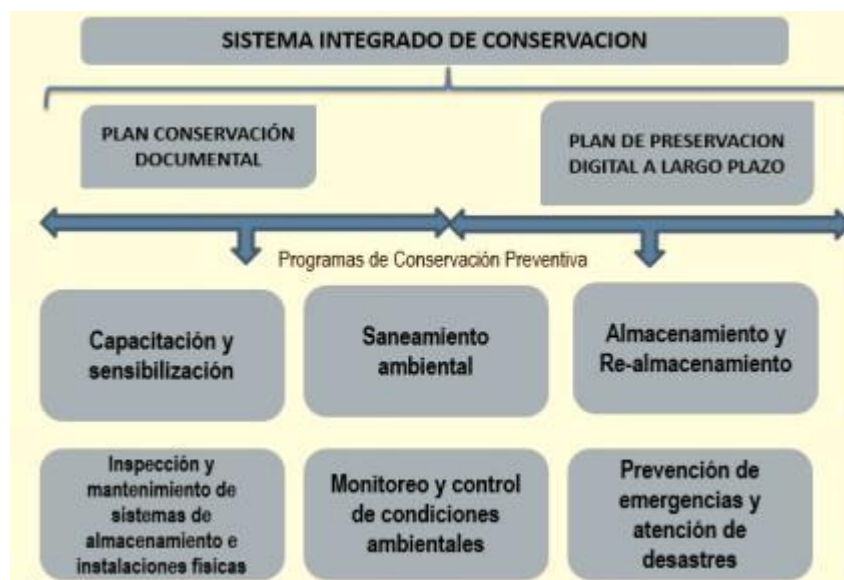 SISTEMA INTEGRADO DE CONSERVACION
PLAN CONSERVACIÓN
DOCUMENTAL
PLAN DE PRESERVACION
DIGITAL A LARGO PLAZO
Programas de Conservación Preventiva
Capacitación y
sensibilización
Saneamiento
ambiental
Almacenamiento y
Re-almacenamiento
Inspección y
mantenimiento de
sistemas de
almacenamiento e
instalaciones físicas
Monitoreo y control
de condiciones
ambientales
Prevención de
emergencias y
atención de
desastres